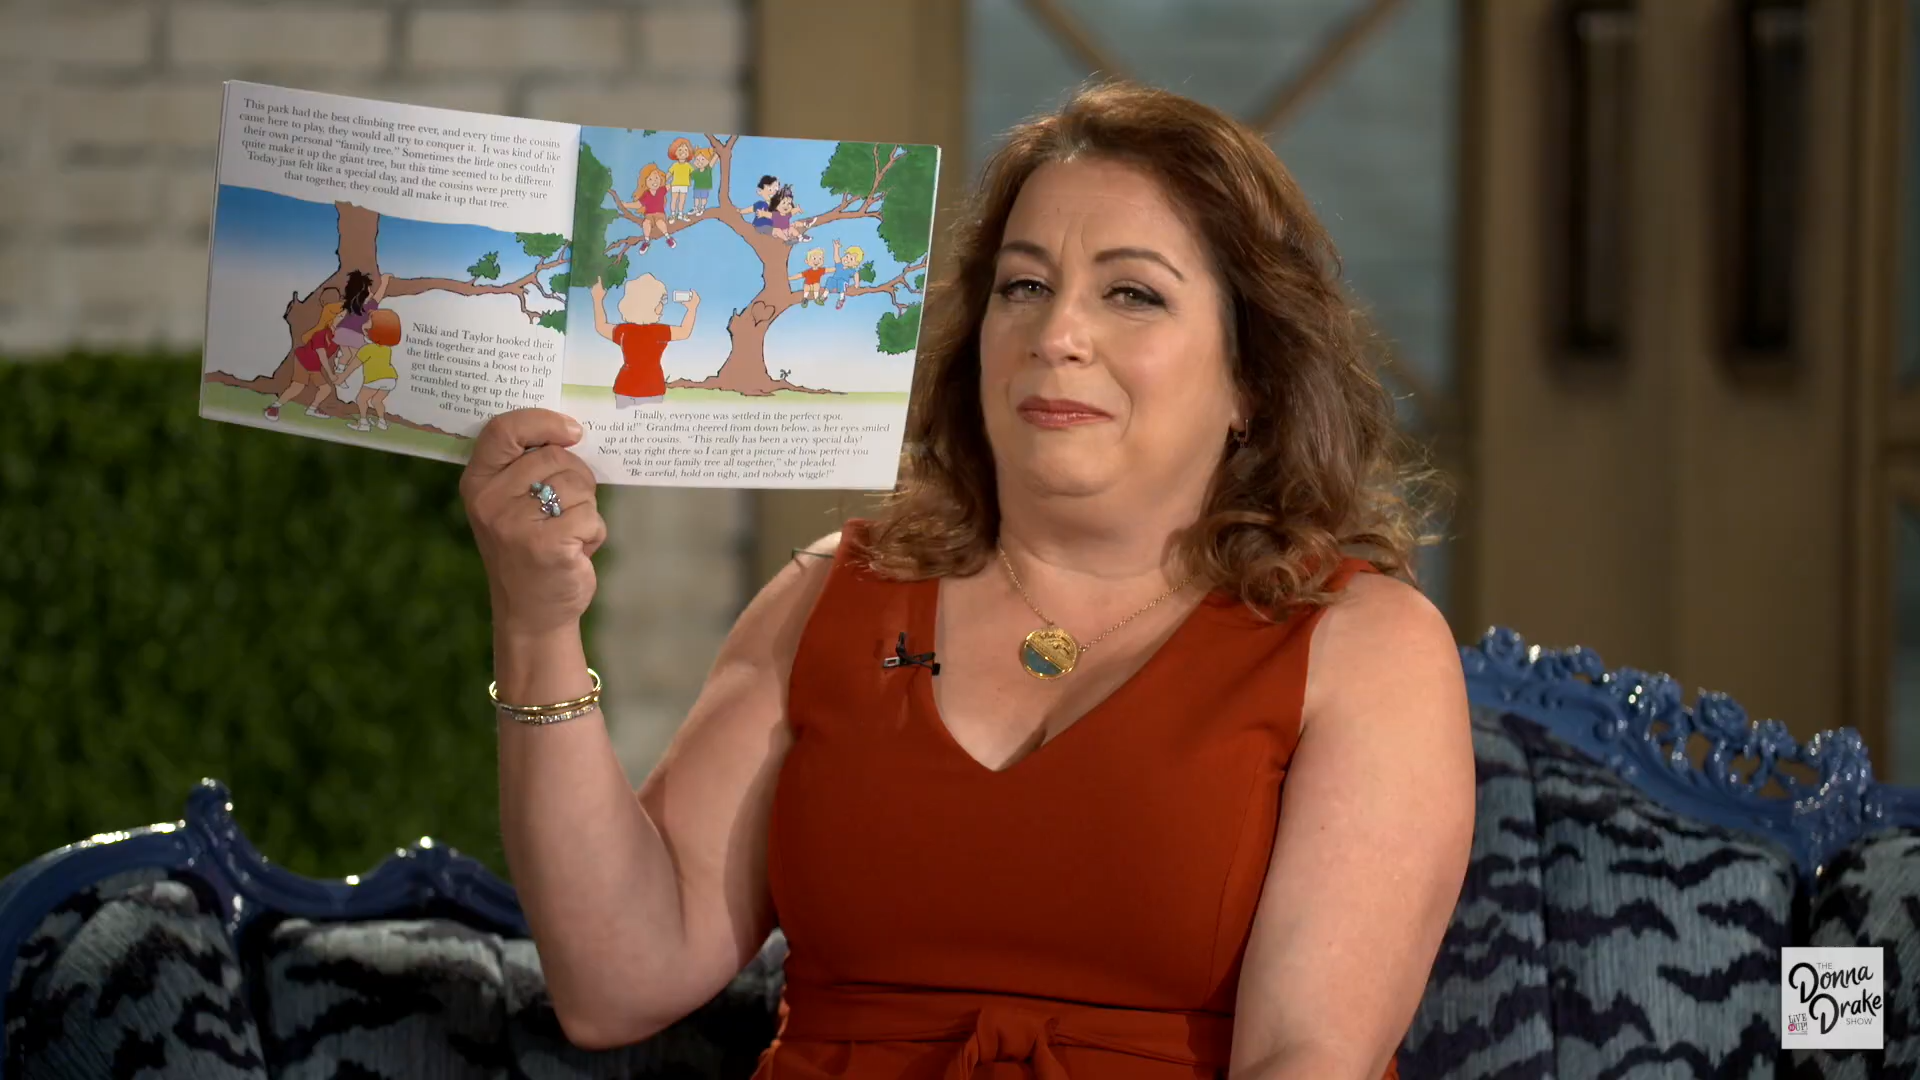 This park had the best climbing tree ever, and every time the cousins
came here to play, they would all try to conquer it. It was kind of like
their own personal "family tree." Sometimes the little ones couldn't
quite make it up the giant tree, but this time seemed to be different.
Today just felt like a special day, and the cousins were pretty sure
that together, they could all make it up that tree.
Nikki and Taylor hooked their
hands together and gave each of
the little cousins a boost to help
get them started. As they all
scrambled to get up the huge
trunk, they began to
off one by
Finally, everyone was settled in the perfect spot.
"You did it!" Grandma cheered from down below, as her eyes smiled
up at the cousins. "This really has been a very special day!
Now, stay right there so I can get a picture of how perfect you
look in our family tree all together," she pleaded.
"Be careful, hold on tight, and nobody wiggle!"
THE
Donna
Drake
SHOW
LIVE
IT UP!